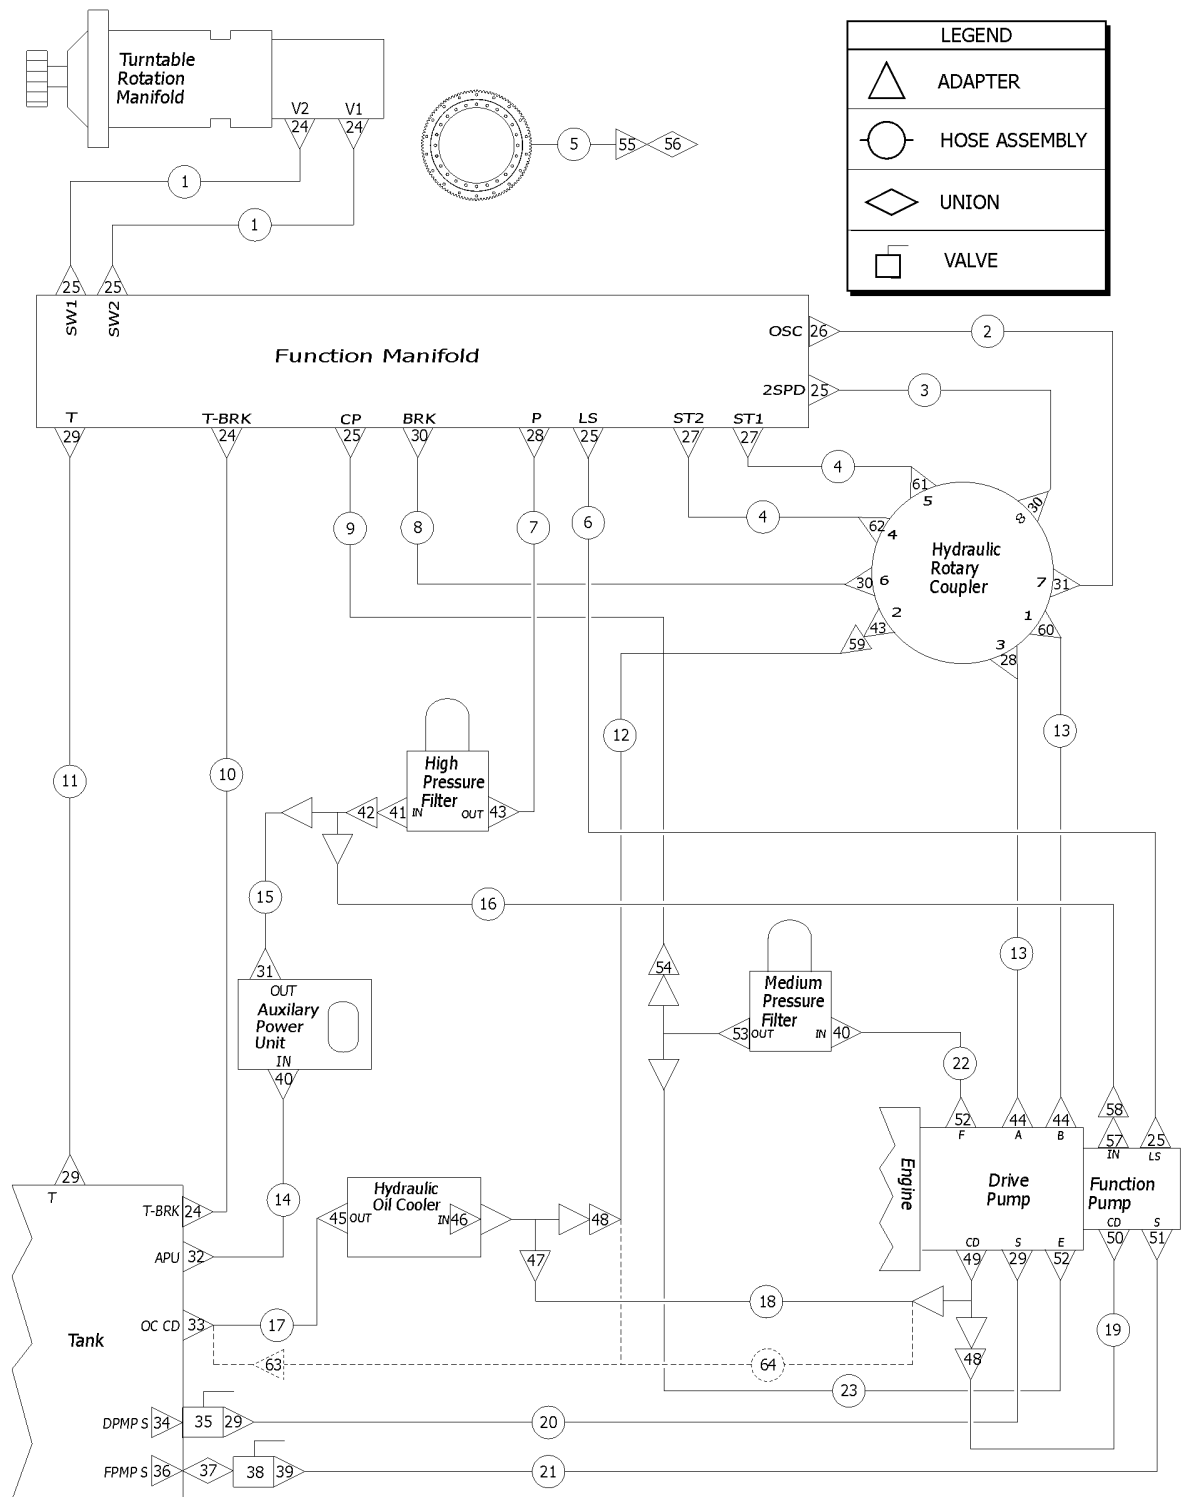 LEGEND
ADAPTER
HOSE ASSEMBLY
UNION
VALVE
Turntable
Rotation
Manifold
V2
V1
24
24
1
1
5
55
56
25
25
SW1
SW2
Function Manifold
OSC
26
2
2SPD
25
3
T
T-BRK
CP
BRK
P
LS
ST2
ST1
29
24
25
30
28
25
27
27
4
4
61
5
62
4
30
8
9
8
7
6
Hydraulic
Rotary
Coupler
30
6
7
31
2
43
59
1
60
3
28
12
13
11
10
High
Pressure
Filter
42
41
IN
OUT
43
15
16
13
31
OUT
Auxilary
Power
Unit
IN
40
54
Medium
Pressure
Filter
53
OUT
IN
40
22
52
44
44
58
57
25
F
A
B
IN
LS
Engine
Drive
Pump
Function
Pump
CD
S
E
CD
S
49
29
52
50
51
29
T
T-BRK
24
14
APU
32
OC CD
33
17
Hydraulic
Oil Cooler
45
OUT
IN
46
48
47
18
19
48
Tank
63
64
23
DPMP S
34
35
29
20
FPMP S
36
37
38
39
21